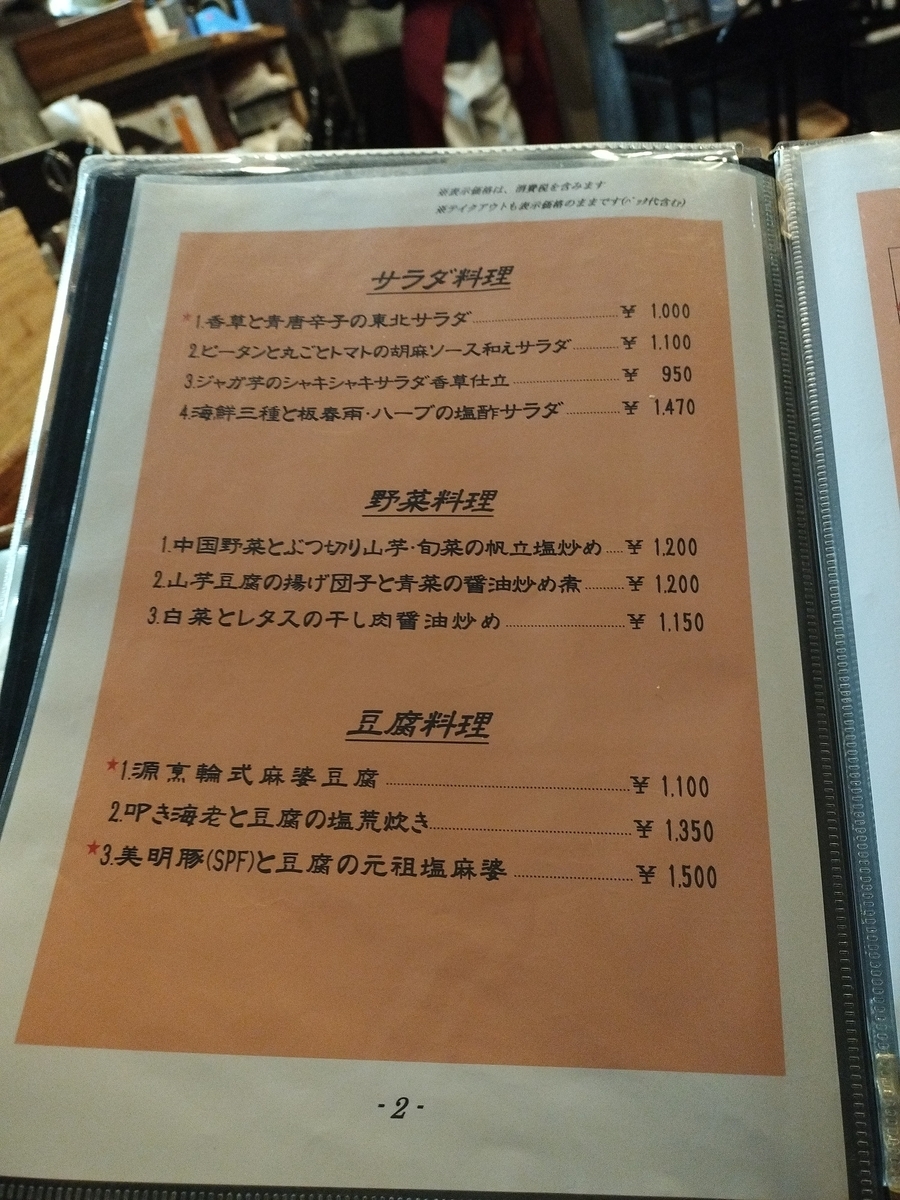 ※表示価格は、消費税を含みます
※テイクアウトも表示価格のままです(パック代含む)
サラダ料理
★1.香草と青唐辛子の東北サラダ……¥ 1.000
2.ピータンと丸ごとトマトの胡麻ソース和えサラダ……¥ 1.100
3.ジャガ芋のシャキシャキサラダ香草仕立……¥ 950
4.海鮮三種と板春雨・ハーブの塩酢サラダ……¥ 1.470
野菜料理
1.中国野菜とぶつ切り山芋・旬菜の帆立塩炒め……¥ 1.200
2.山芋豆腐の揚げ団子と青菜の醤油炒め煮……¥ 1.200
3.白菜とレタスの干し肉醤油炒め……¥ 1.150
豆腐料理
★1.源烹輪式麻婆豆腐……¥ 1.100
2.叩き海老と豆腐の塩荒炊き……¥ 1.350
★3.美明豚(SPF)と豆腐の元祖塩麻婆……¥ 1.500
-2-